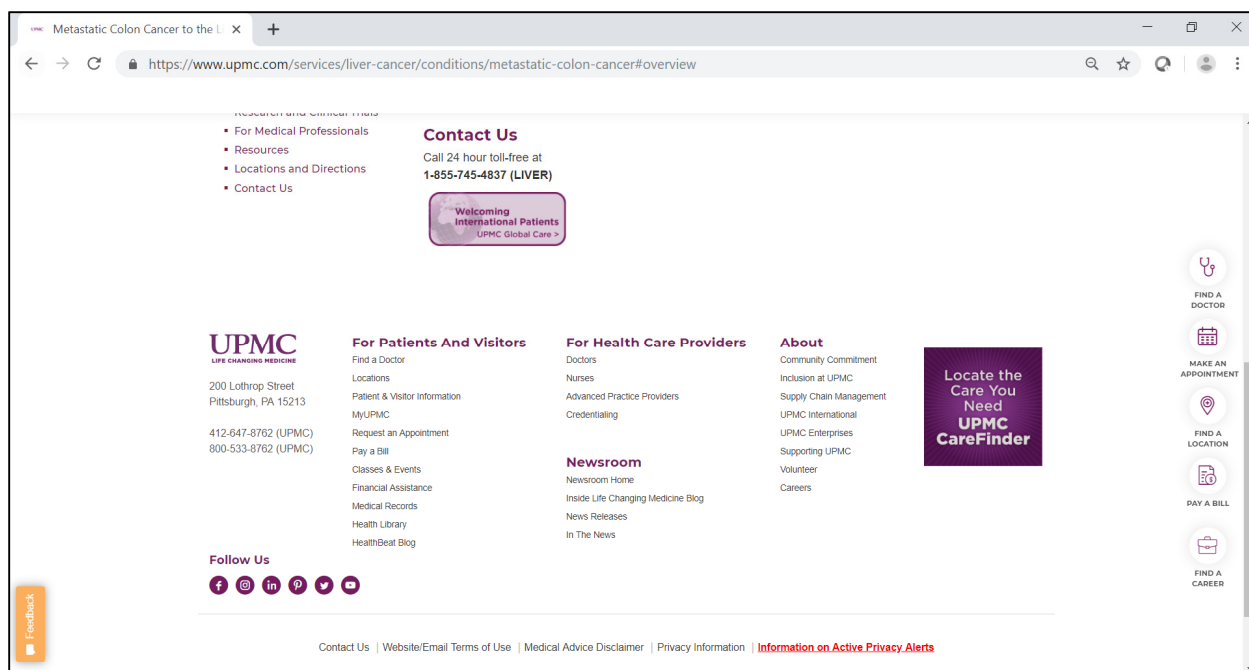 UPMC Metastatic Colon Cancer to the Li
https://www.upmc.com/services/liver-cancer/conditions/metastatic-colon-cancer#overview
Research and Clinical Trials
For Medical Professionals
Resources
Locations and Directions
Contact Us
Contact Us
Call 24 hour toll-free at
1-855-745-4837 (LIVER)
Welcoming
International Patients
UPMC Global Care >
UPMC
LIFE CHANGING MEDICINE
200 Lothrop Street
Pittsburgh, PA 15213
412-647-8762 (UPMC)
800-533-8762 (UPMC)
For Patients And Visitors
Find a Doctor
Locations
Patient & Visitor Information
MyUPMC
Request an Appointment
Pay a Bill
Classes & Events
Financial Assistance
Medical Records
Health Library
HealthBeat Blog
For Health Care Providers
Doctors
Nurses
Advanced Practice Providers
Credentialing
Newsroom
Newsroom Home
Inside Life Changing Medicine Blog
News Releases
In The News
About
Community Commitment
Inclusion at UPMC
Supply Chain Management
UPMC International
UPMC Enterprises
Supporting UPMC
Volunteer
Careers
Locate the
Care You
Need
UPMC
CareFinder
FIND A
DOCTOR
MAKE AN
APPOINTMENT
FIND A
LOCATION
PAY A BILL
FIND A
CAREER
Follow Us
Feedback
Contact Us | Website/Email Terms of Use | Medical Advice Disclaimer | Privacy Information | Information on Active Privacy Alerts